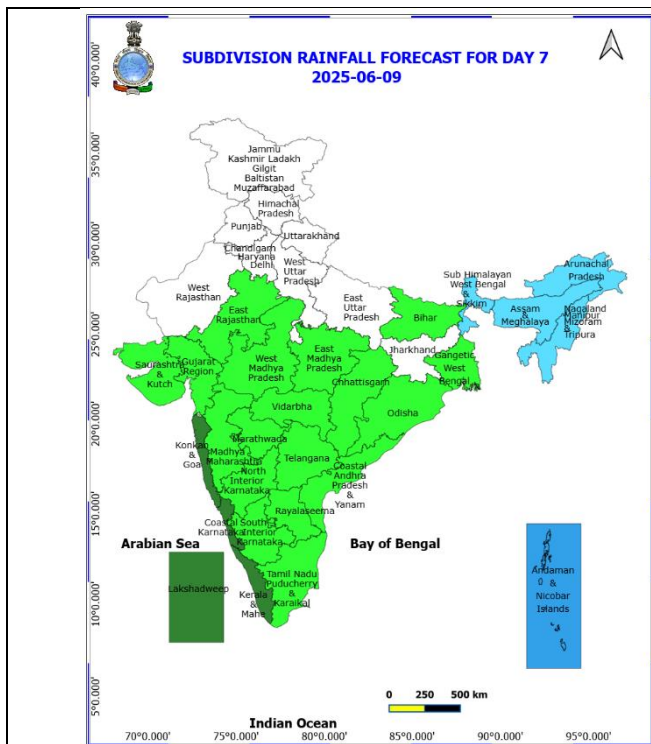 SUBDIVISION RAINFALL FORECAST FOR DAY 7
2025-06-09
40°0.000'
35°0.000'
30°0.000'
25°0.000'
20°0.000'
15°0.000'
10°0.000'
5°0.000'
Jammu
Kashmir Ladakh
Gilgit
Baltistan
Muzaffarabad
Himachal
Pradesh
Punjab
Uttarakhand
Chandigarh
Haryana
Delhi
West
Uttar
Pradesh
West
Rajasthan
East
Rajasthan
East
Uttar
Pradesh
Bihar
Sub Himalayan
West Bengal
&
Sikkim
Arunachal
Pradesh
Assam
&
Meghalaya
Nagaland
Manipur
Mizoram
&
Tripura
Jharkhand
Gangetic
West
Bengal
Saurashtra
&
Kutch
Gujarat
Region
West
Madhya
Pradesh
East
Madhya
Pradesh
Chhattisgarh
Odisha
Vidarbha
Marathwada
Madhya
Maharashtra
Konkan
&
Goa
Telangana
North
Interior
Karnataka
Coastal
Andhra
Pradesh
&
Yanam
Rayalaseema
Coastal
Karnataka
South
Interior
Karnataka
Arabian Sea
Bay of Bengal
Lakshadweep
Kerala
&
Mahe
Tamil Nadu
Puducherry
&
Karaikal
Andaman
&
Nicobar
Islands
0 250 500 km
Indian Ocean
70°0.000' 75°0.000' 80°0.000' 85°0.000' 90°0.000' 95°0.000'